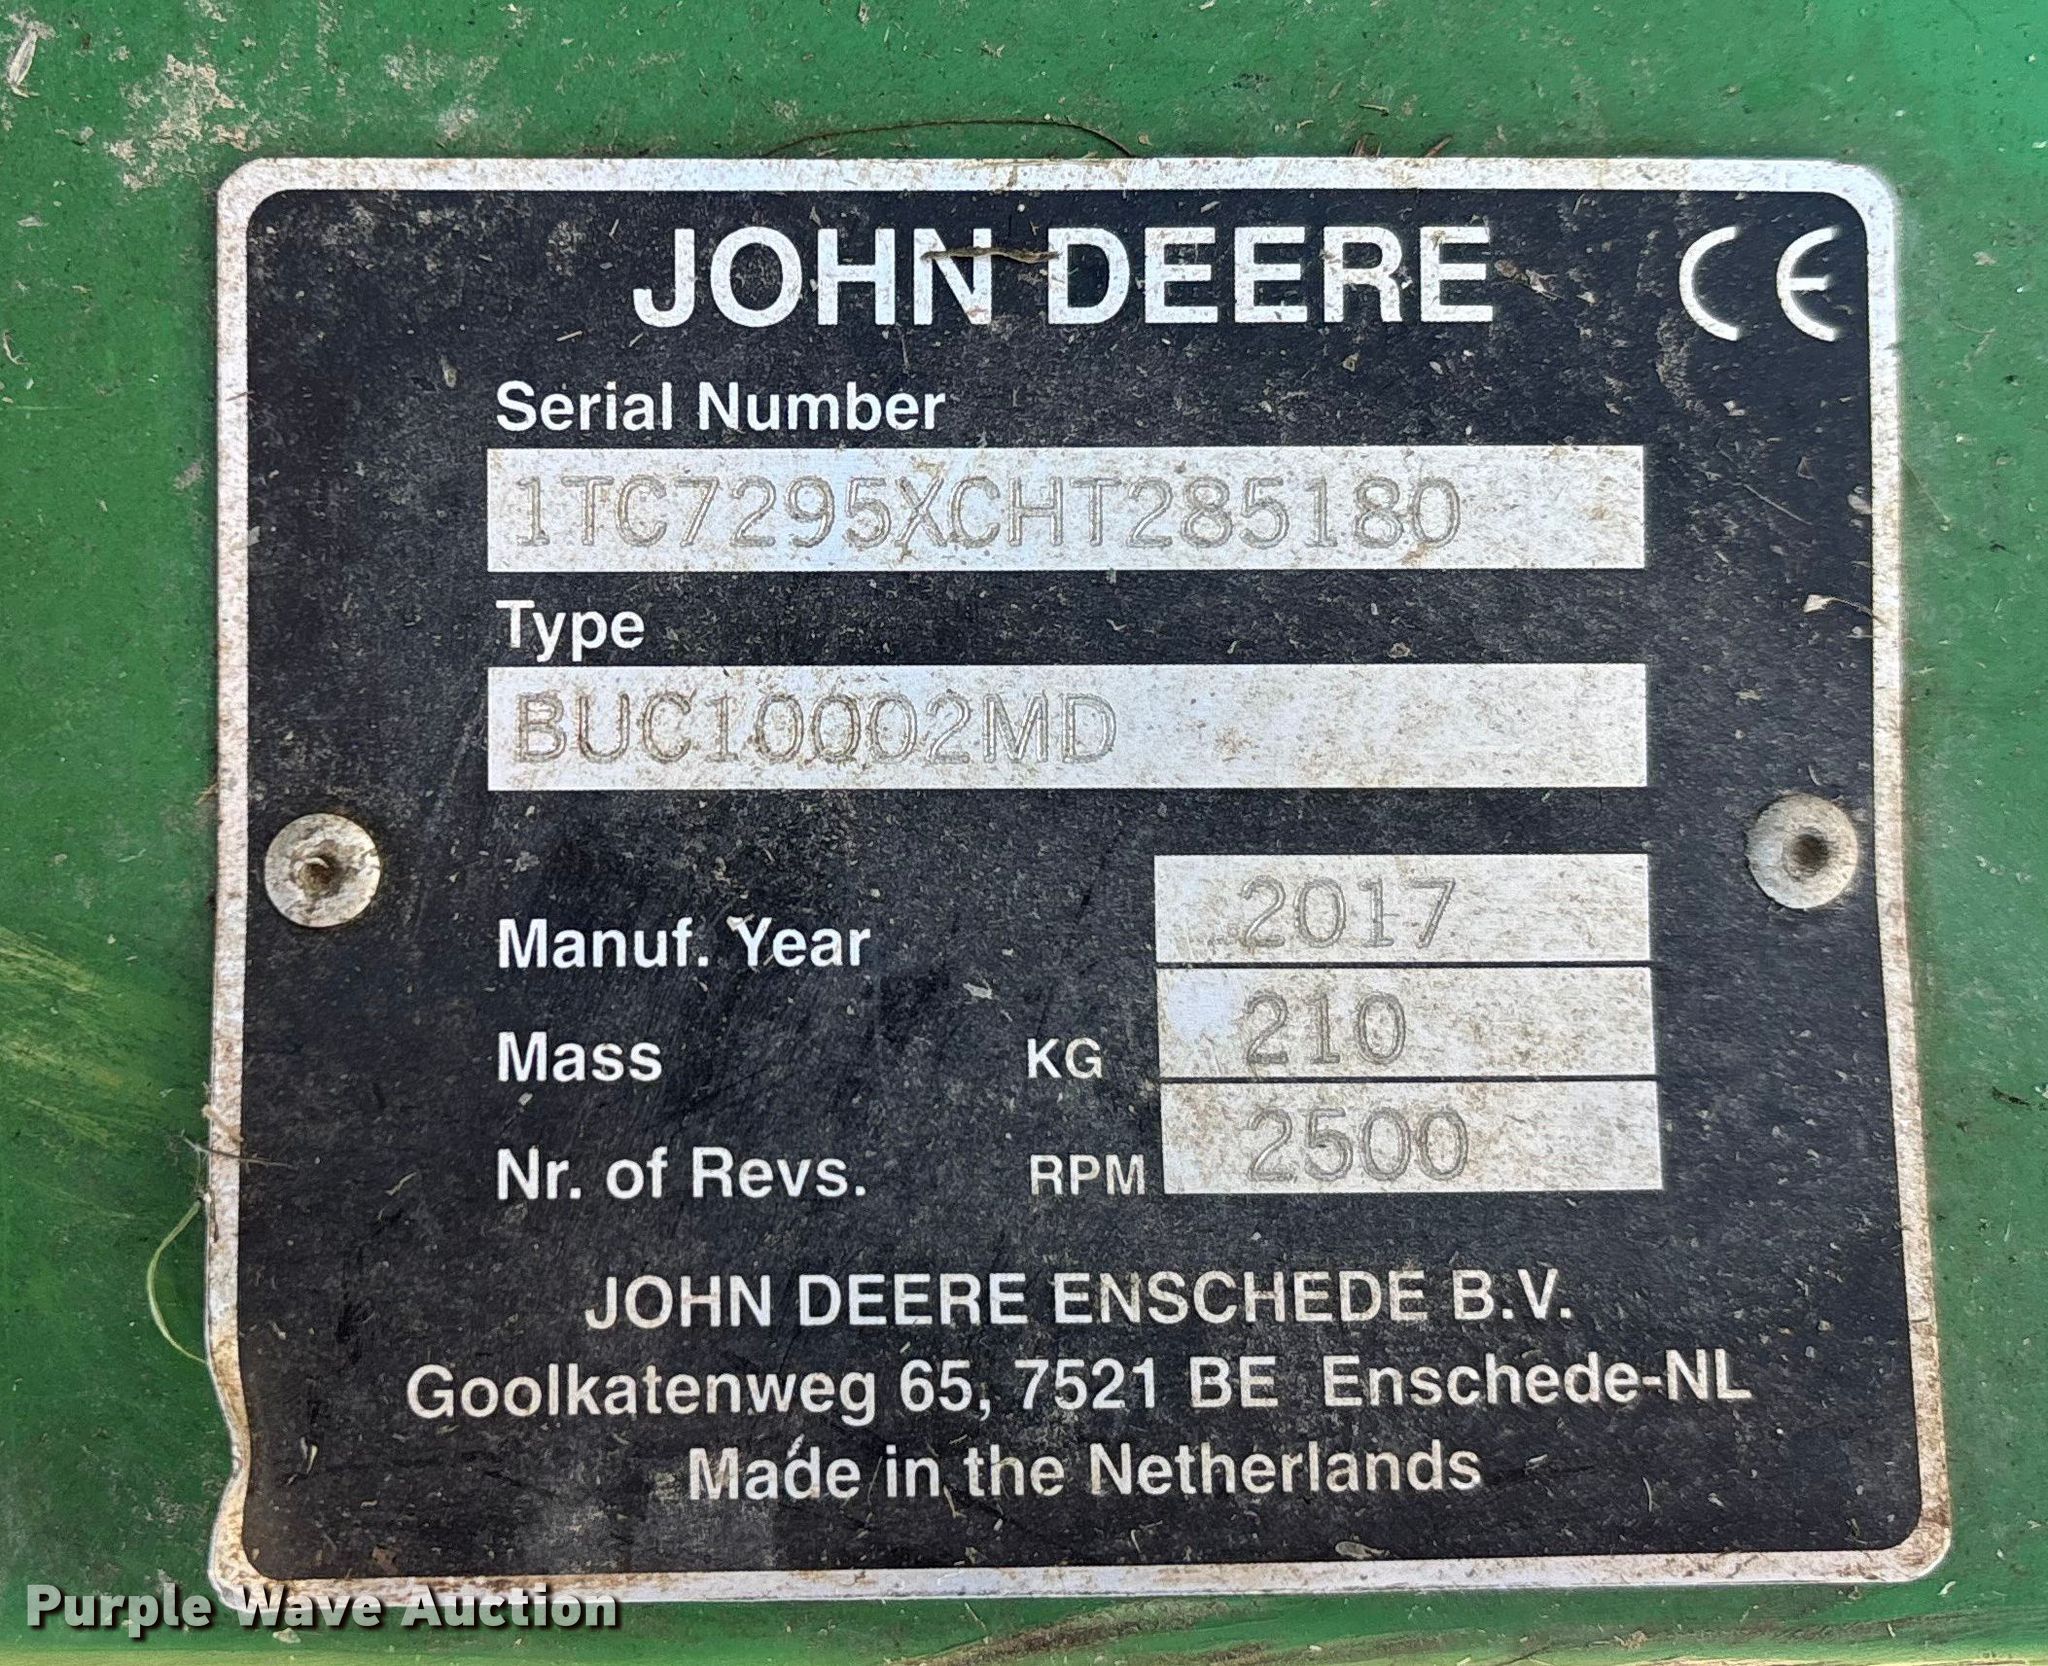 JOHN DEERE CE
Serial Number
1TC7295XCHT285180
Type
BUC10002MD
Manuf. Year 2017
Mass KG 210
Nr. of Revs. RPM 2500
JOHN DEERE ENSCHEDE B.V.
Goolkatenweg 65, 7521 BE Enschede-NL
Made in the Netherlands
Purple Wave Auction